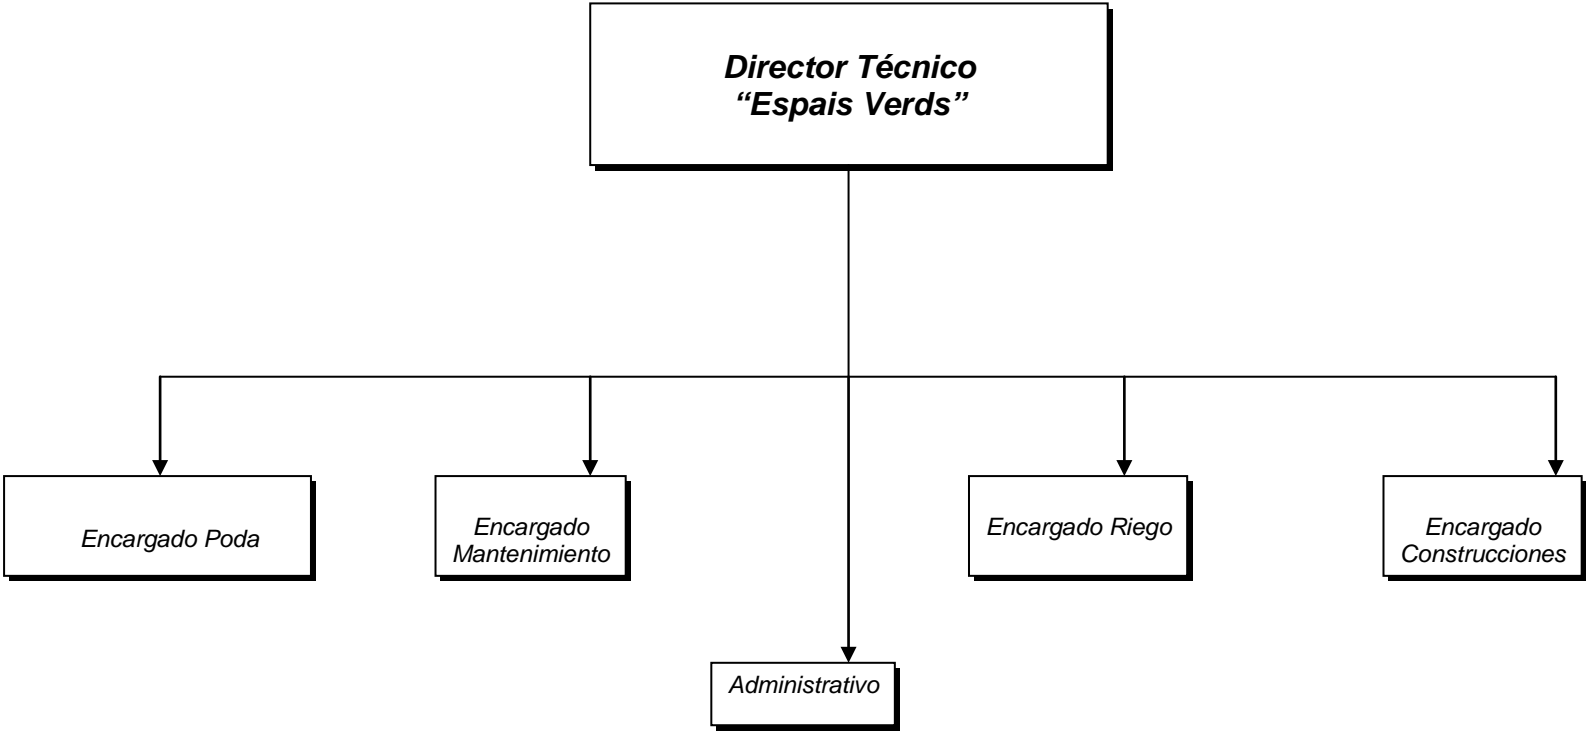 Director Técnico
“Espais Verds”
Encargado Poda
Encargado
Mantenimiento
Encargado Riego
Encargado
Construcciones
Administrativo